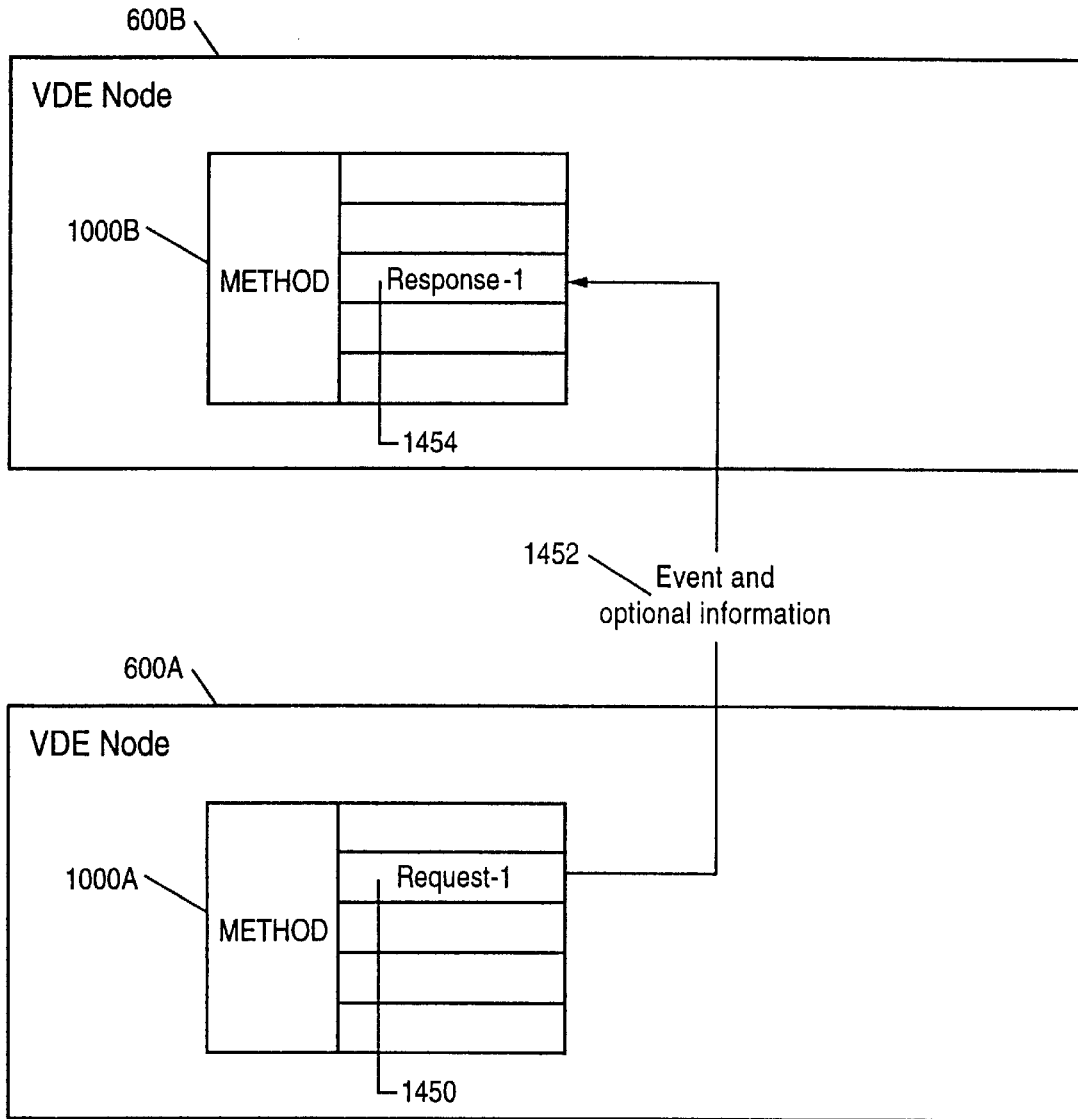 600B
VDE Node
1000B
METHOD
Response-1
1454
1452
Event and
optional information
600A
VDE Node
1000A
METHOD
Request-1
1450